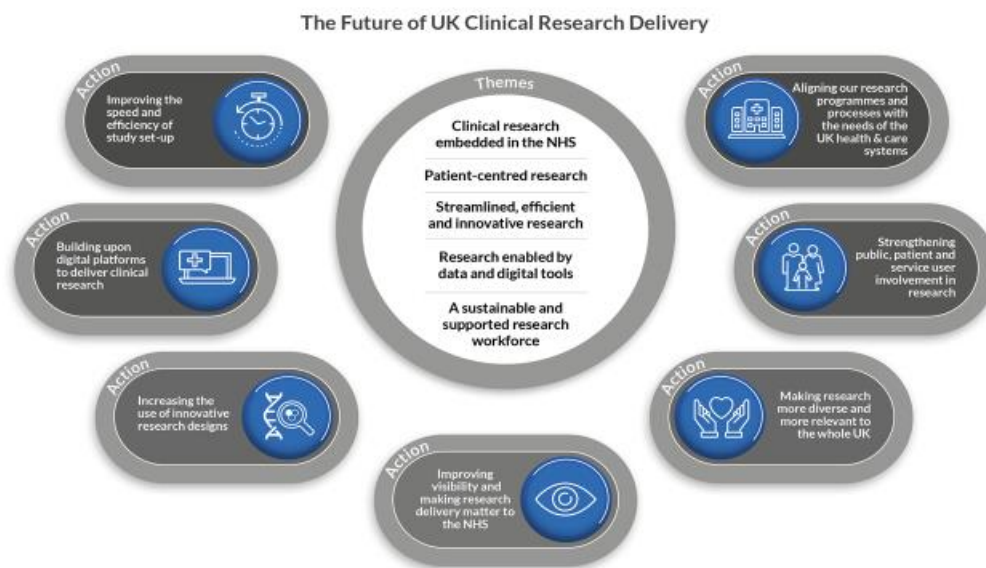 The Future of UK Clinical Research Delivery
Action
Improving the
speed and
efficiency of
study set-up
Action
Building upon
digital platforms
to deliver clinical
research
Action
Increasing the
use of innovative
research designs
Themes
Clinical research
embedded in the NHS
Patient-centred research
Streamlined, efficient
and innovative research
Research enabled by
data and digital tools
A sustainable and
supported research
workforce
Action
Improving
visibility and
making research
delivery matter to
the NHS
Action
Aligning our research
programmes and
processes with
the needs of the
UK health & care
systems
Action
Strengthening
public, patient and
service user
involvement in
research
Action
Making research
more diverse and
more relevant to
the whole UK